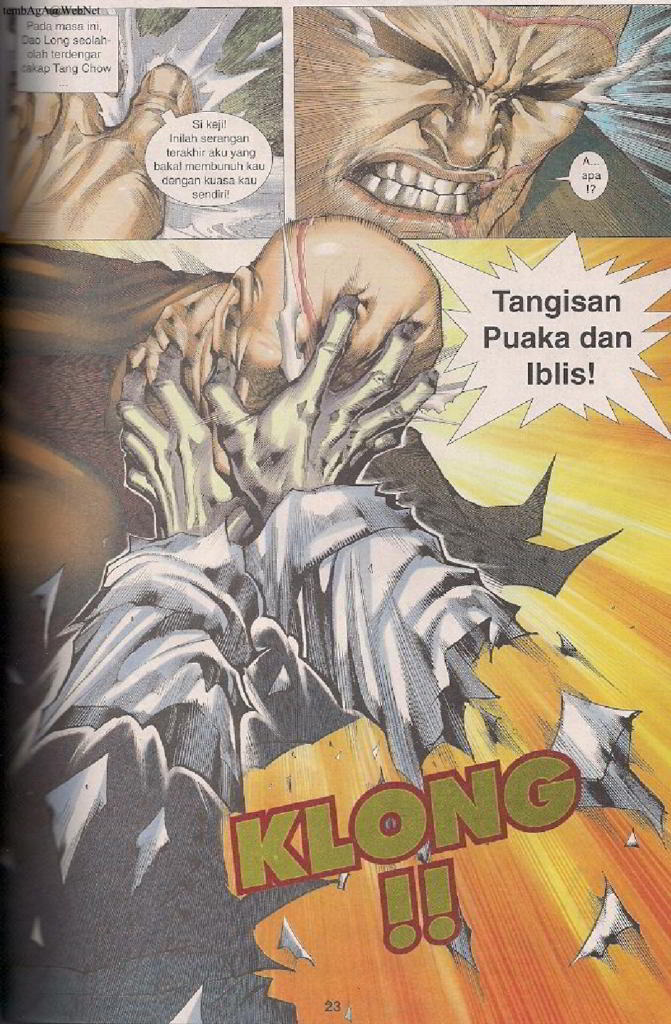 tembAgA@WebNet
Pada masa ini,
Dao Long seolah-
olah terdengar
cakap Tang Chow
...
Si keji!
Inilah serangan
terakhir aku yang
bakal membunuh kau
dengan kuasa kau
sendiri!
A...
apa
!?
Tangisan
Puaka dan
Iblis!
KLONG
!!
23